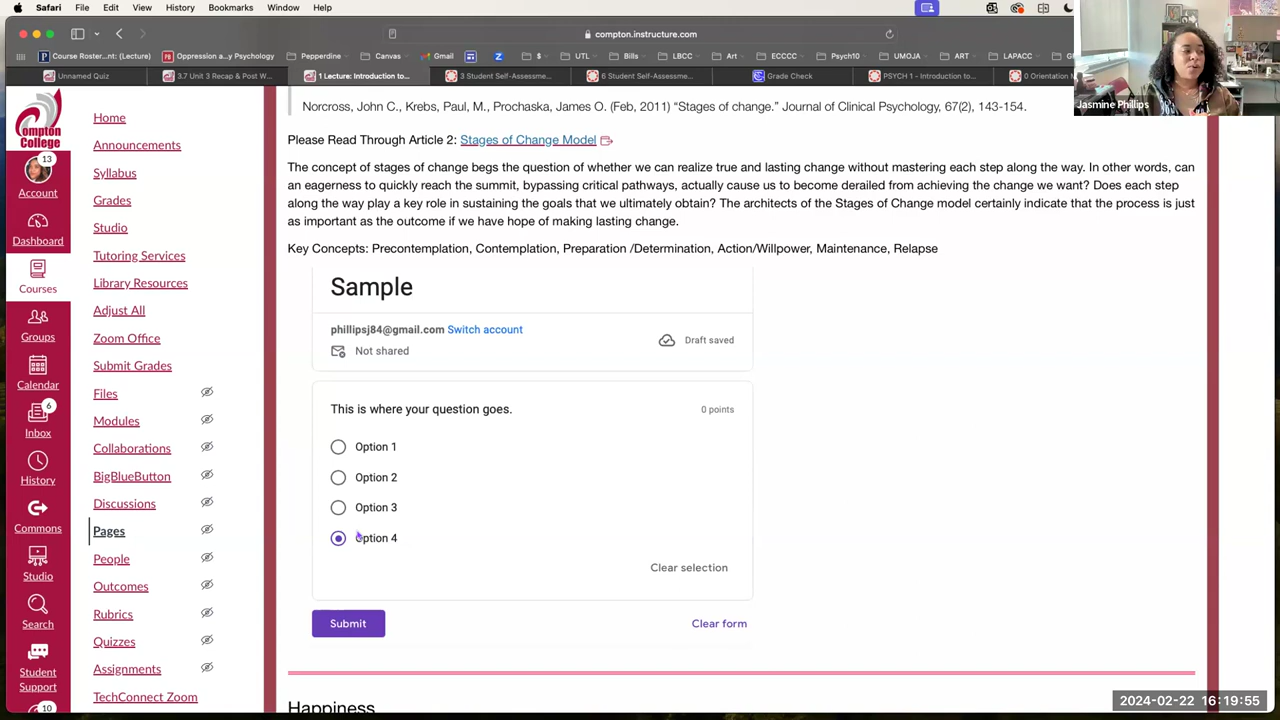 Safari File Edit View History Bookmarks Window Help
compton.instructure.com
Course Roster...nt: (Lecture) Oppression a...y Psychology Pepperdine Canvas Gmail UTL Build LBCC Art ECCCC Psych10 UMOJA ART LAPACC
Unnamed Quiz 3.7 Unit 3 Recap & Post W... 1 Lecture: Introduction to... 3 Student Self-Assessme... 6 Student Self-Assessme... Grade Check PSYCH 1 - Introduction to... 0 Orientation M
Jasmine Phillips
Compton
COLLEGE
13
Account
Dashboard
Courses
Groups
Calendar
6
Inbox
History
Commons
Studio
Search
Student
Support
10
Home
Announcements
Syllabus
Grades
Studio
Tutoring Services
Library Resources
Adjust All
Zoom Office
Submit Grades
Files
Modules
Collaborations
BigBlueButton
Discussions
Pages
People
Outcomes
Rubrics
Quizzes
Assignments
TechConnect Zoom
Norcross, John C., Krebs, Paul, M., Prochaska, James O. (Feb, 2011) “Stages of change.” Journal of Clinical Psychology, 67(2), 143-154.
Please Read Through Article 2: Stages of Change Model
The concept of stages of change begs the question of whether we can realize true and lasting change without mastering each step along the way. In other words, can
an eagerness to quickly reach the summit, bypassing critical pathways, actually cause us to become derailed from achieving the change we want? Does each step
along the way play a key role in sustaining the goals that we ultimately obtain? The architects of the Stages of Change model certainly indicate that the process is just
as important as the outcome if we have hope of making lasting change.
Key Concepts: Precontemplation, Contemplation, Preparation /Determination, Action/Willpower, Maintenance, Relapse
Sample
phillipsj84@gmail.com Switch account
Draft saved
Not shared
This is where your question goes.
0 points
Option 1
Option 2
Option 3
Option 4
Clear selection
Submit
Clear form
Happiness
2024-02-22 16:19:55